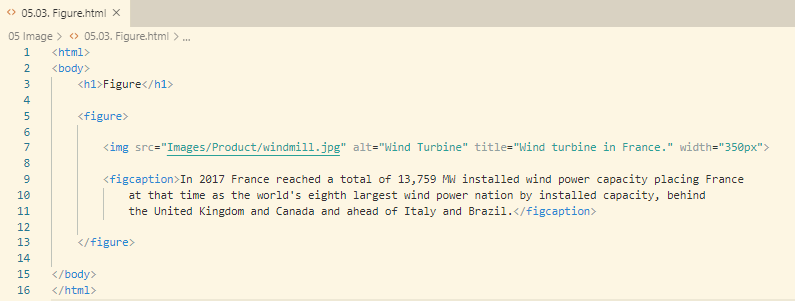 05.03. Figure.html
05 Image > 05.03. Figure.html > ...
1 <html>
2 <body>
3 <h1>Figure</h1>
4
5 <figure>
6
7 <img src="Images/Product/windmill.jpg" alt="Wind Turbine" title="Wind turbine in France." width="350px">
8
9 <figcaption>In 2017 France reached a total of 13,759 MW installed wind power capacity placing France
10 at that time as the world's eighth largest wind power nation by installed capacity, behind
11 the United Kingdom and Canada and ahead of Italy and Brazil.</figcaption>
12
13 </figure>
14
15 </body>
16 </html>